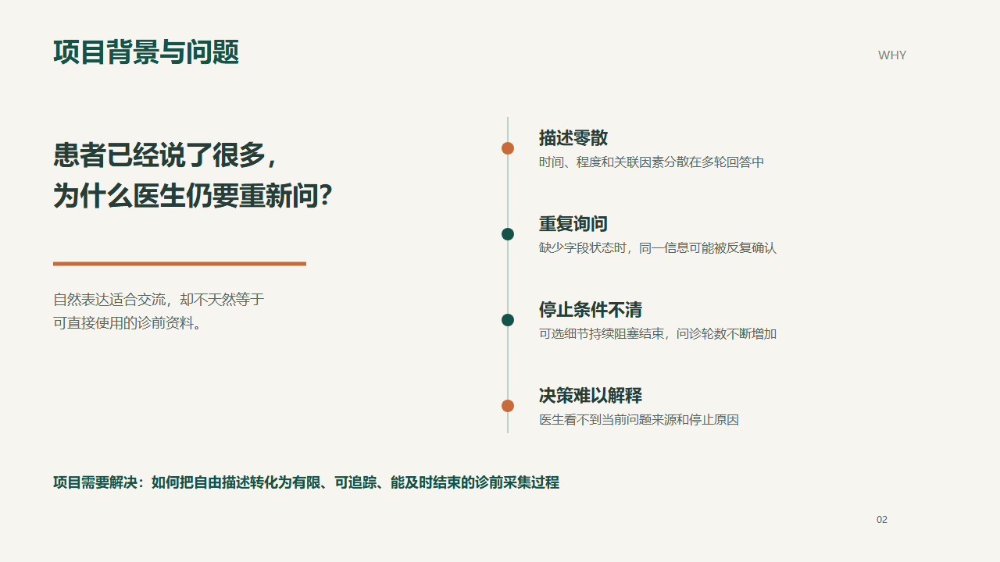 项目背景与问题
WHY
患者已经说了很多，
为什么医生仍要重新问？
自然表达适合交流，却不天然等于
可直接使用的诊前资料。
描述零散
时间、程度和关联因素分散在多轮回答中
重复询问
缺少字段状态时，同一信息可能被反复确认
停止条件不清
可选细节持续阻塞结束，问诊轮数不断增加
决策难以解释
医生看不到当前问题来源和停止原因
项目需要解决：如何把自由描述转化为有限、可追踪、能及时结束的诊前采集过程
02